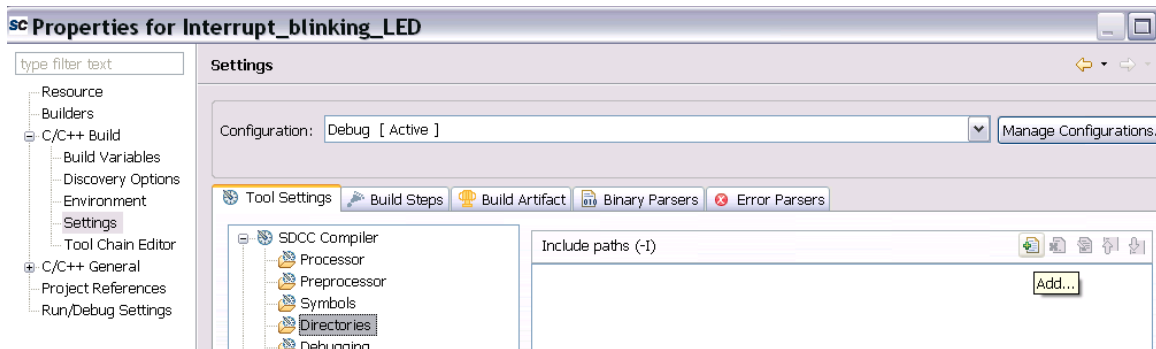 sc Properties for Interrupt_blinking_LED
type filter text
Settings
Resource
Builders
C/C++ Build
Build Variables
Discovery Options
Environment
Settings
Tool Chain Editor
C/C++ General
Project References
Run/Debug Settings
Configuration: Debug [ Active ]
Manage Configurations.
Tool Settings Build Steps Build Artifact 010 Binary Parsers Error Parsers
SDCC Compiler
Processor
Preprocessor
Symbols
Directories
Debugging
Include paths (-I)
Add...